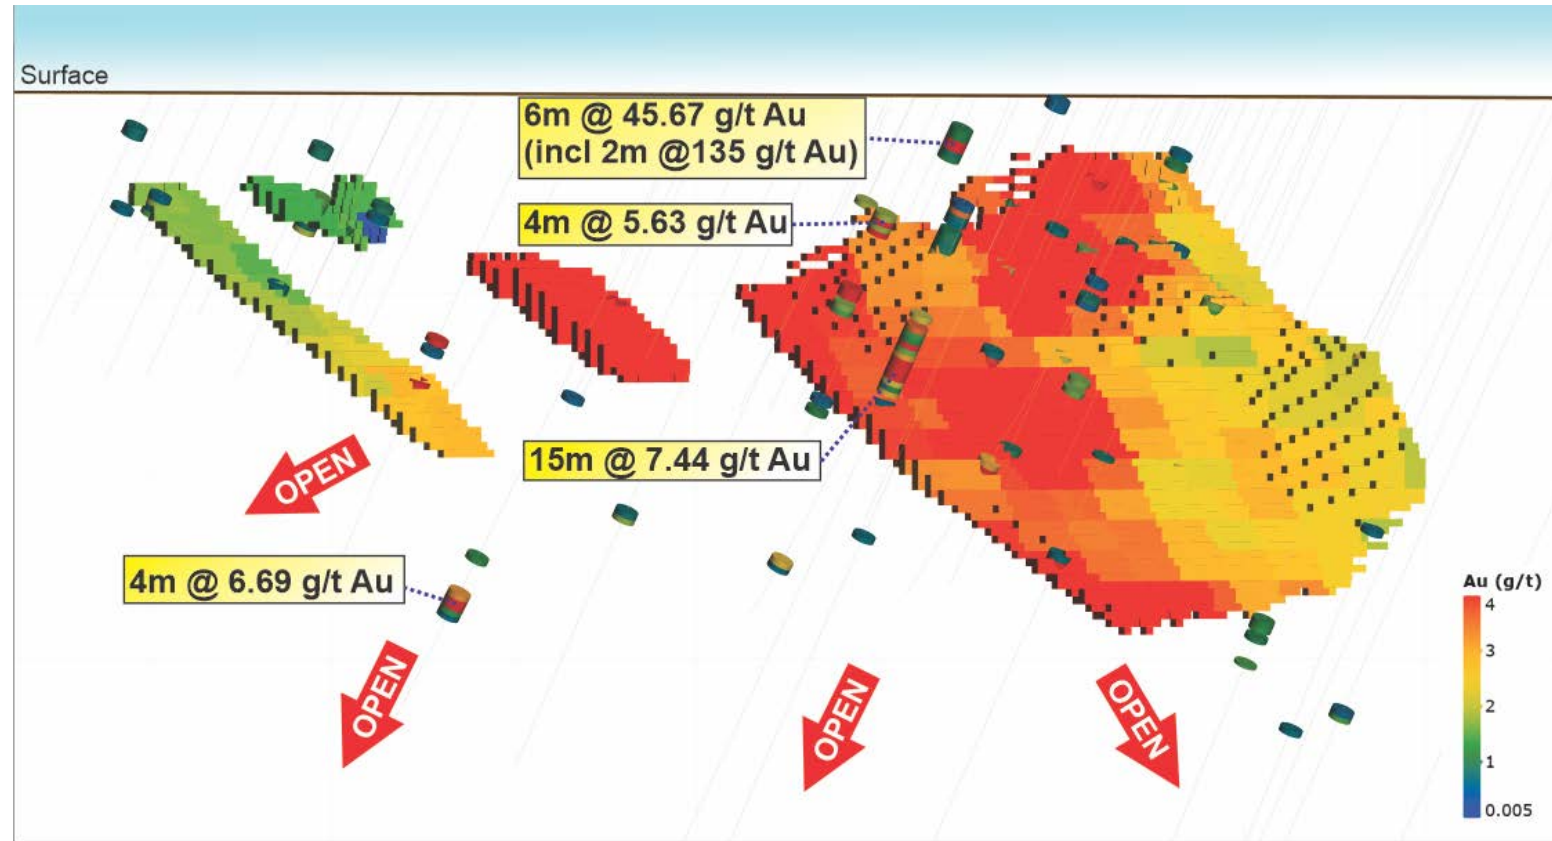 Surface
6m @ 45.67 g/t Au
(incl 2m @135 g/t Au)
4m @ 5.63 g/t Au
15m @ 7.44 g/t Au
OPEN
4m @ 6.69 g/t Au
OPEN
OPEN
OPEN
Au (g/t)
4
3
2
1
0.005